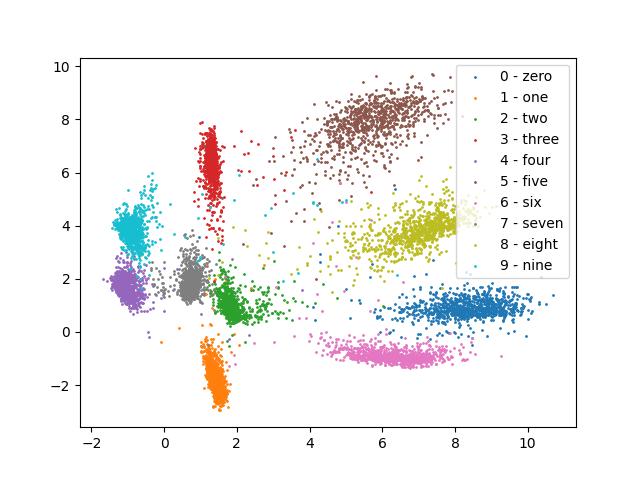 10
8
6
4
2
0
−2
−2
0
2
4
6
8
10
0 - zero
1 - one
2 - two
3 - three
4 - four
5 - five
6 - six
7 - seven
8 - eight
9 - nine